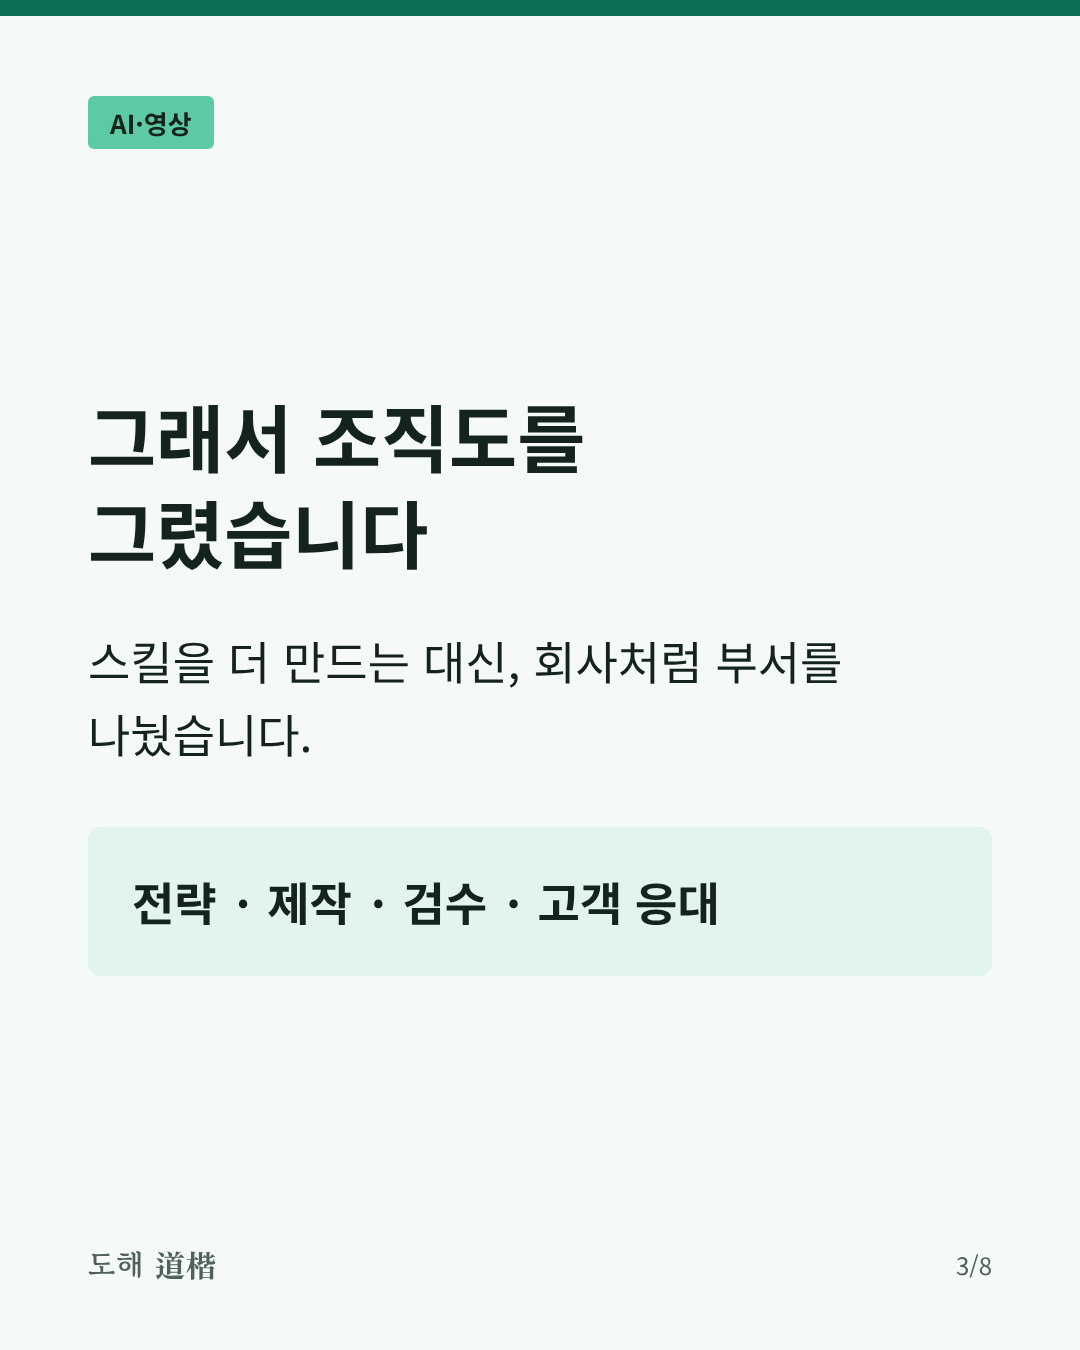 AI·영상
그래서 조직도를
그렸습니다
스킬을 더 만드는 대신, 회사처럼 부서를
나눴습니다.
전략 · 제작 · 검수 · 고객 응대
도해 道楷
3/8